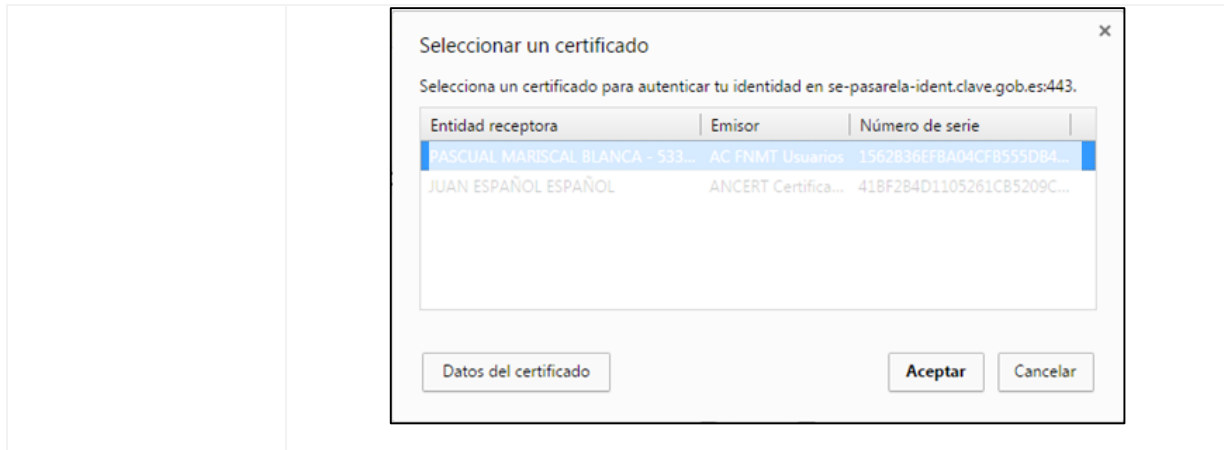 Seleccionar un certificado
×
Selecciona un certificado para autenticar tu identidad en se-pasarela-ident.clave.gob.es:443.
Entidad receptora Emisor Número de serie
PASCUAL MARISCAL BLANCA - 533... AC FNMT Usuarios 1562B36EFBA04CFB555DB4...
JUAN ESPAÑOL ESPAÑOL ANCERT Certifica... 41BF2B4D1105261CB5209C...
Datos del certificado Aceptar Cancelar